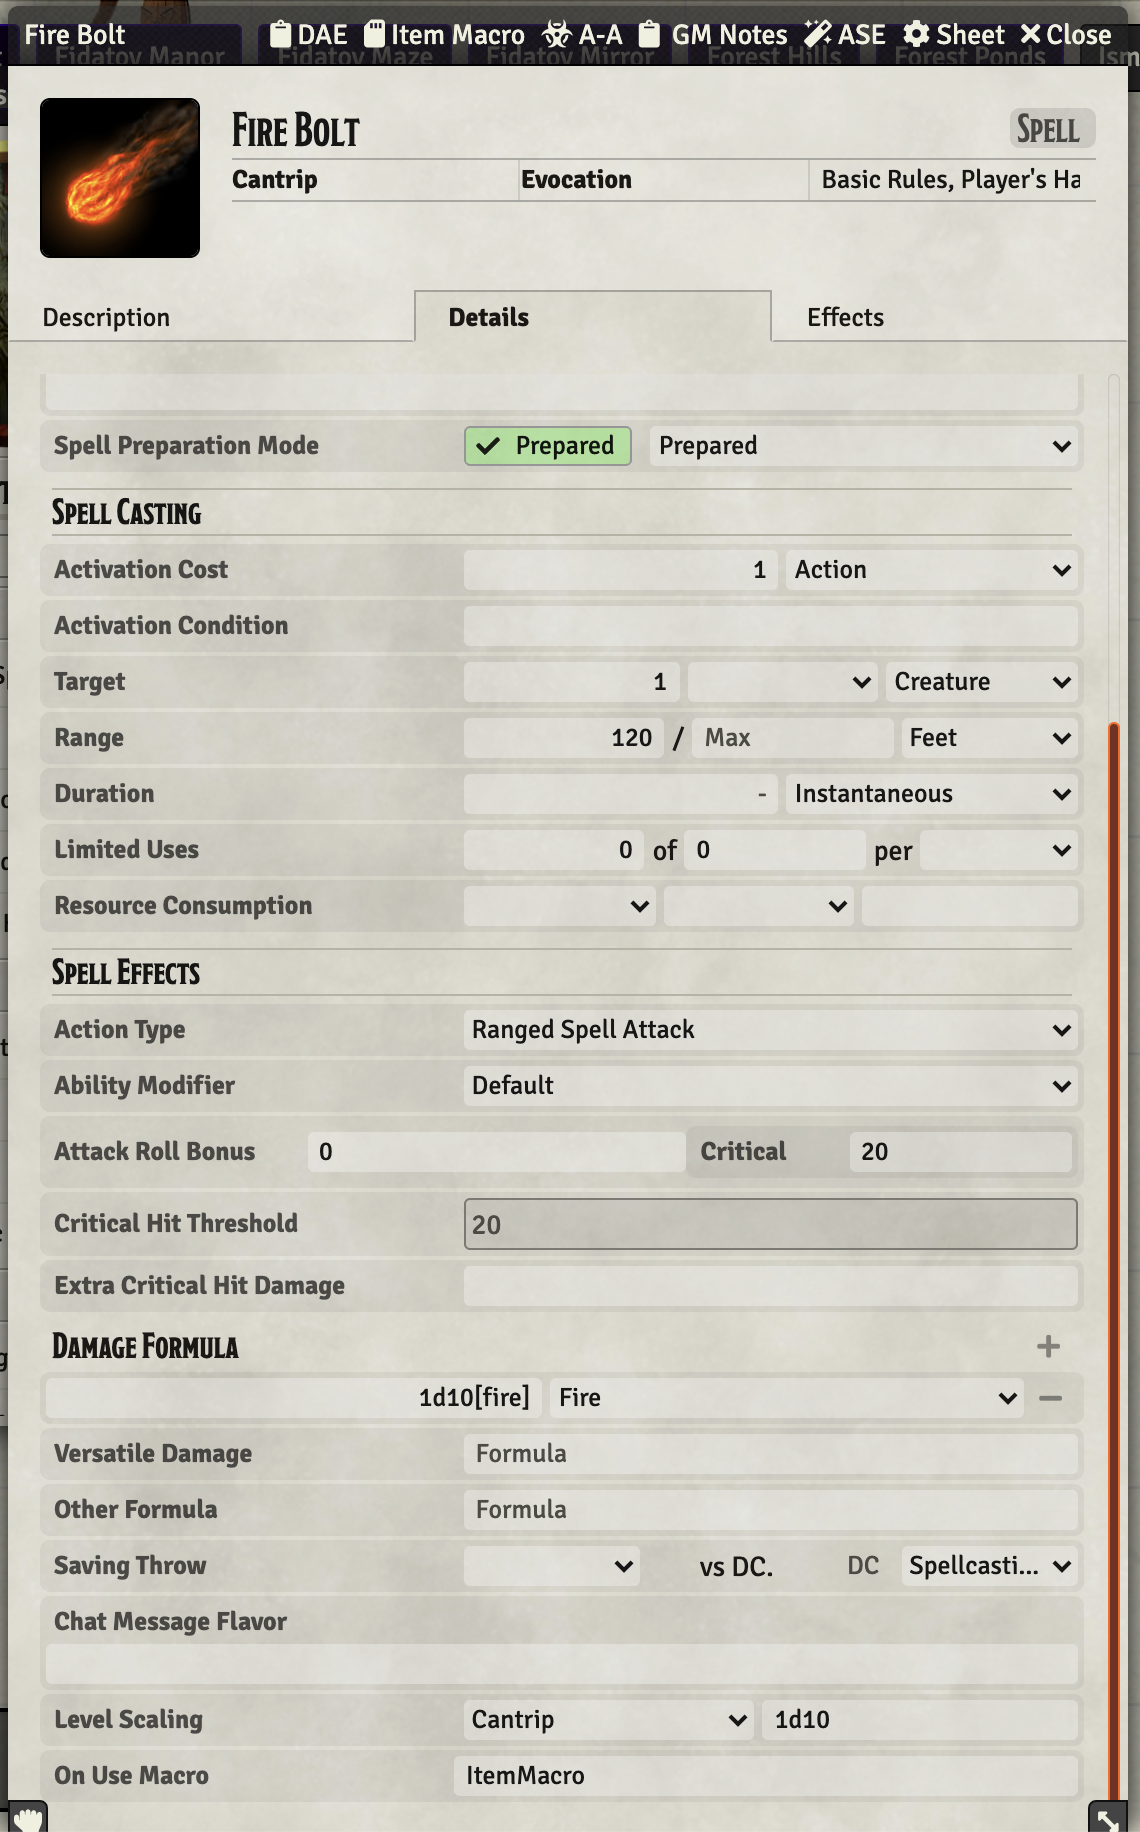 Fire Bolt DAE Item Macro A-A GM Notes ASE Sheet Close
Fidatov Manor Fidatov Maze Fidatov Mirror Forest Hills Forest Ponds Ism
FIRE BOLT SPELL
Cantrip Evocation Basic Rules, Player's Ha
Description Details Effects
Spell Preparation Mode Prepared Prepared
SPELL CASTING
Activation Cost 1 Action
Activation Condition
Target 1 Creature
Range 120 / Max Feet
Duration - Instantaneous
Limited Uses 0 of 0 per
Resource Consumption
SPELL EFFECTS
Action Type Ranged Spell Attack
Ability Modifier Default
Attack Roll Bonus 0 Critical 20
Critical Hit Threshold 20
Extra Critical Hit Damage
DAMAGE FORMULA
1d10[fire] Fire
Versatile Damage Formula
Other Formula Formula
Saving Throw vs DC. DC Spellcasti...
Chat Message Flavor
Level Scaling Cantrip 1d10
On Use Macro ItemMacro